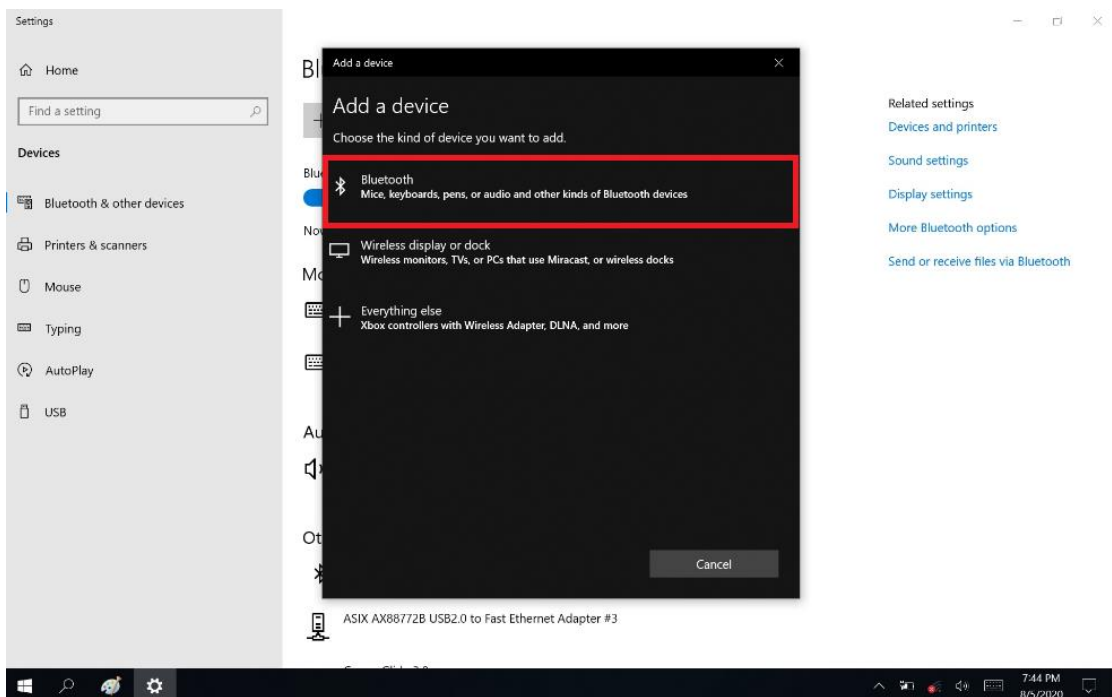 Settings
Home
Find a setting
Devices
Bluetooth & other devices
Printers & scanners
Mouse
Typing
AutoPlay
USB
Add a device
Add a device
Choose the kind of device you want to add.
Bluetooth
Mice, keyboards, pens, or audio and other kinds of Bluetooth devices
Wireless display or dock
Wireless monitors, TVs, or PCs that use Miracast, or wireless docks
Everything else
Xbox controllers with Wireless Adapter, DLNA, and more
Cancel
ASIX AX88772B USB2.0 to Fast Ethernet Adapter #3
Related settings
Devices and printers
Sound settings
Display settings
More Bluetooth options
Send or receive files via Bluetooth
7:44 PM
8/5/2020